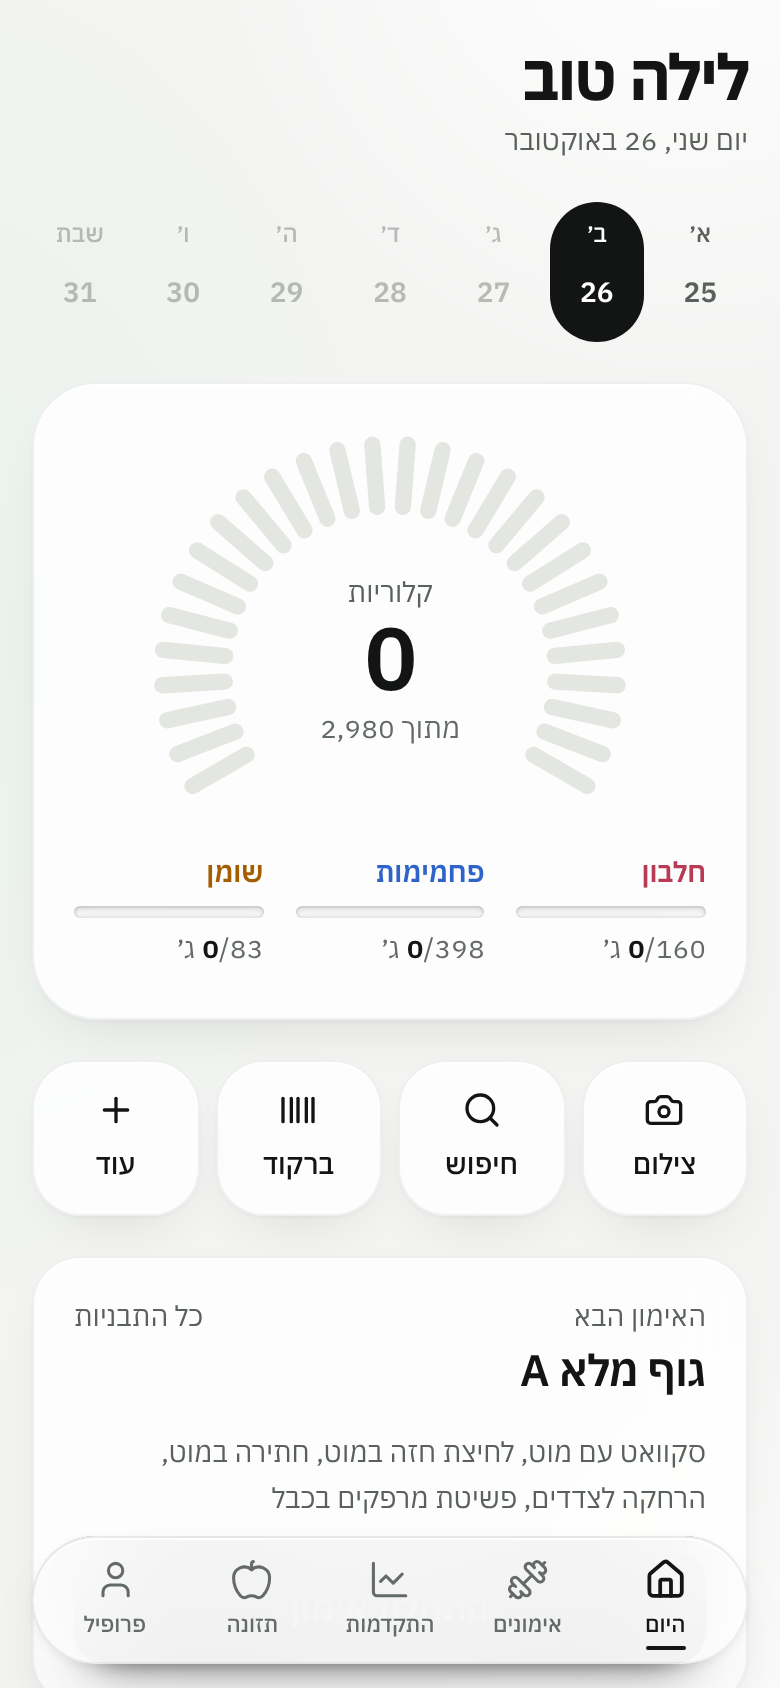 לילה טוב
יום שני, 26 באוקטובר
א׳ ב׳ ג׳ ד׳ ה׳ ו׳ שבת
25 26 27 28 29 30 31
קלוריות
0
מתוך 2,980
חלבון פחמימות שומן
0/160 ג׳ 0/398 ג׳ 0/83 ג׳
צילום חיפוש ברקוד עוד
האימון הבא כל התבניות
גוף מלא A
סקוואט עם מוט, לחיצת חזה במוט, חתירה במוט,
הרחקה לצדדים, פשיטת מרפקים בכבל
היום אימונים התקדמות תזונה פרופיל